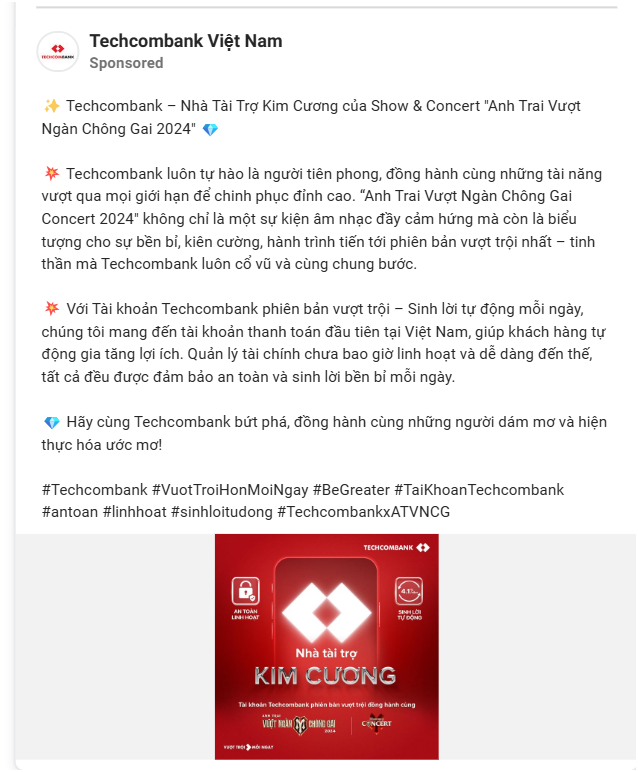 TECHCOMBANK
Techcombank Việt Nam
Sponsored
✨ Techcombank – Nhà Tài Trợ Kim Cương của Show & Concert "Anh Trai Vượt
Ngàn Chông Gai 2024" 💎
💥 Techcombank luôn tự hào là người tiên phong, đồng hành cùng những tài năng
vượt qua mọi giới hạn để chinh phục đỉnh cao. “Anh Trai Vượt Ngàn Chông Gai
Concert 2024" không chỉ là một sự kiện âm nhạc đầy cảm hứng mà còn là biểu
tượng cho sự bền bỉ, kiên cường, hành trình tiến tới phiên bản vượt trội nhất – tinh
thần mà Techcombank luôn cổ vũ và cùng chung bước.
💥 Với Tài khoản Techcombank phiên bản vượt trội – Sinh lời tự động mỗi ngày,
chúng tôi mang đến tài khoản thanh toán đầu tiên tại Việt Nam, giúp khách hàng tự
động gia tăng lợi ích. Quản lý tài chính chưa bao giờ linh hoạt và dễ dàng đến thế,
tất cả đều được đảm bảo an toàn và sinh lời bền bỉ mỗi ngày.
💎 Hãy cùng Techcombank bứt phá, đồng hành cùng những người dám mơ và hiện
thực hóa ước mơ!
#Techcombank #VuotTroiHonMoiNgay #BeGreater #TaiKhoanTechcombank
#antoan #linhhoat #sinhloitudong #TechcombankxATVNCG
TECHCOMBANK
AN TOÀN
LINH HOẠT
SINH LỜI
TỰ ĐỘNG
Nhà tài trợ
KIM CƯƠNG
Tài khoản Techcombank phiên bản vượt trội đồng hành cùng
ANH TRAI
VƯỢT NGÀN CHÔNG GAI
2024
CONCERT
VƯỢT TRỘI MỖI NGÀY